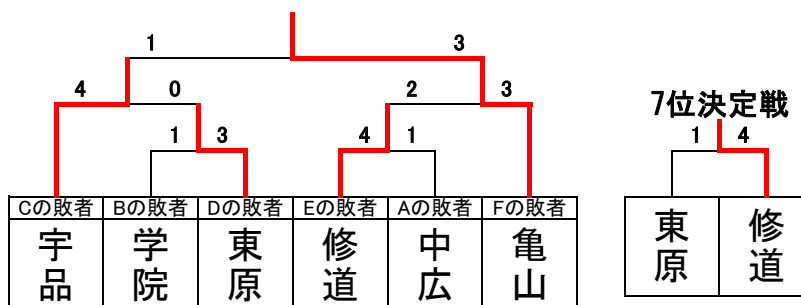 1 3
4 0 2 3
7位決定戦
1 3 4 1 1 4
Cの敗者 Bの敗者 Dの敗者 Eの敗者 Aの敗者 Fの敗者
宇品 学院 東原 修道 中広 亀山
東原 修道